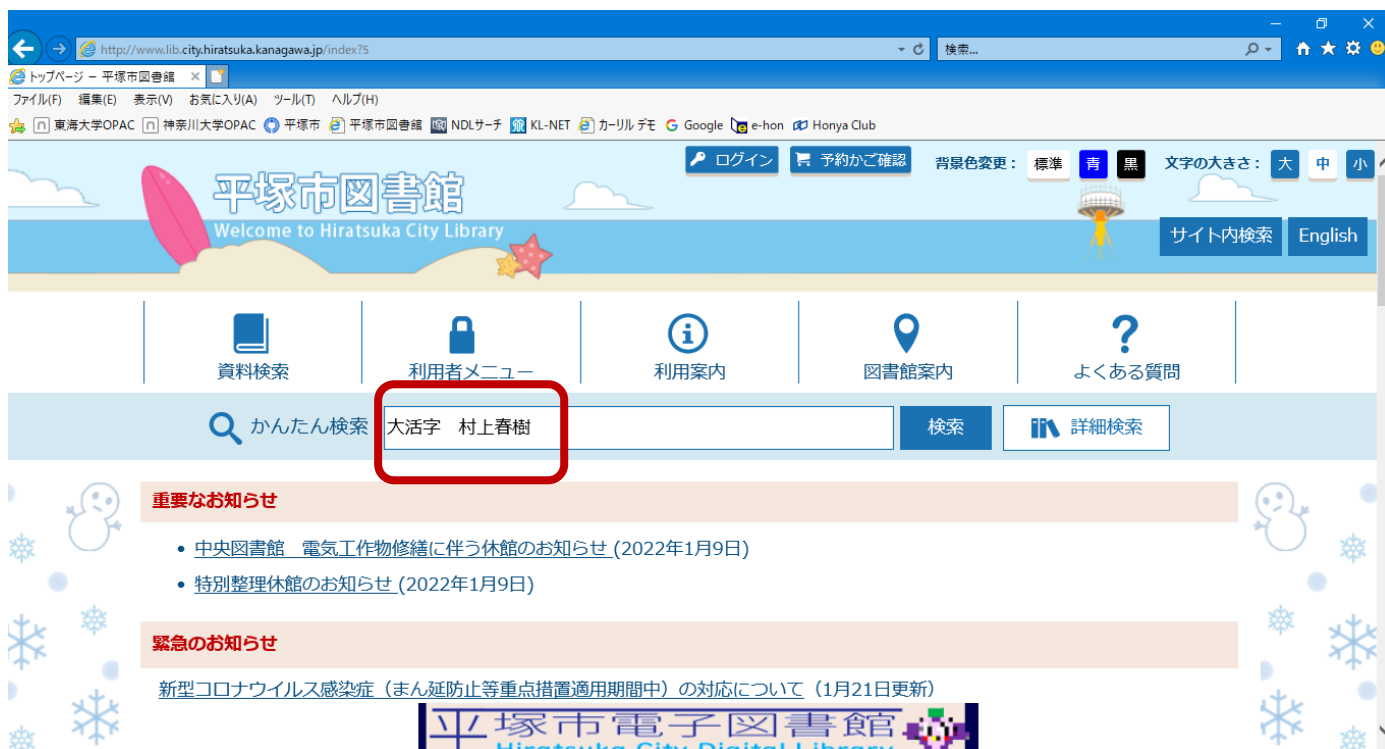 http://www.lib.city.hiratsuka.kanagawa.jp/index?5
検索...
トップページ – 平塚市図書館
ファイル(F) 編集(E) 表示(V) お気に入り(A) ツール(T) ヘルプ(H)
東海大学OPAC 神奈川大学OPAC 平塚市 平塚市図書館 NDLサーチ KL-NET カーリル デモ Google e-hon Honya Club
ログイン 予約かご確認 背景色変更： 標準 青 黒 文字の大きさ： 大 中 小
平塚市図書館
Welcome to Hiratsuka City Library
サイト内検索 English
資料検索 利用者メニュー 利用案内 図書館案内 よくある質問
かんたん検索 大活字　村上春樹 検索 詳細検索
重要なお知らせ
• 中央図書館　電気工作物修繕に伴う休館のお知らせ (2022年1月9日)
• 特別整理休館のお知らせ (2022年1月9日)
緊急のお知らせ
新型コロナウイルス感染症（まん延防止等重点措置適用期間中）の対応について（1月21日更新）
平塚市電子図書館
Hiratsuka City Digital Library